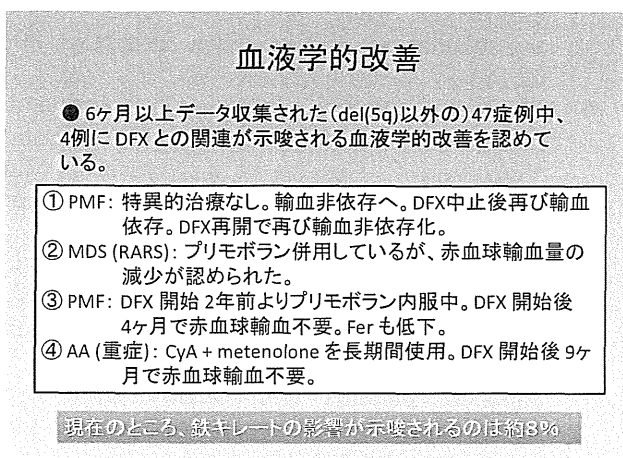 血液学的改善
● 6ヶ月以上データ収集された(del(5q)以外の)47症例中、
4例に DFX との関連が示唆される血液学的改善を認めて
いる。
① PMF: 特異的治療なし。輸血非依存へ。DFX中止後再び輸血
依存。DFX再開で再び輸血非依存化。
② MDS (RARS): プリモボラン併用しているが、赤血球輸血量の
減少が認められた。
③ PMF: DFX 開始 2年前よりプリモボラン内服中。DFX 開始後
4ヶ月で赤血球輸血不要。Fer も低下。
④ AA (重症): CyA + metenolone を長期間使用。DFX 開始後 9ヶ
月で赤血球輸血不要。
現在のところ、鉄キレートの影響が示唆されるのは約8%